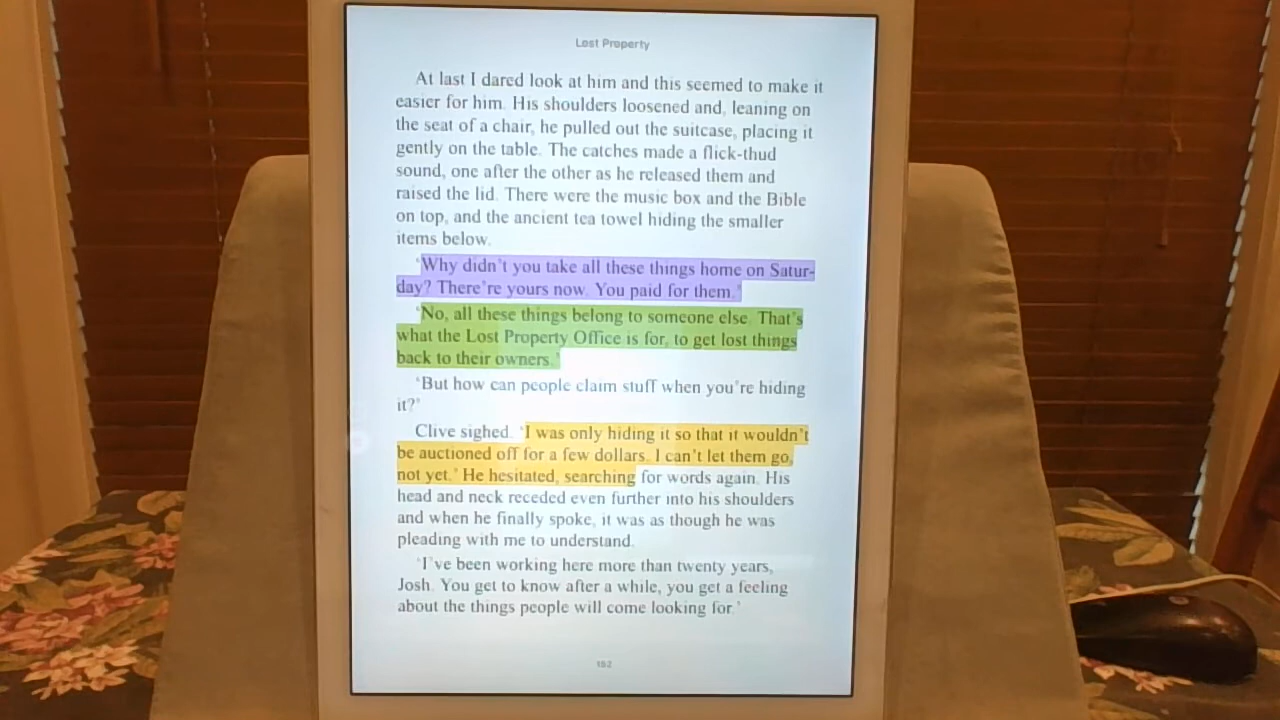 Lost Property
At last I dared look at him and this seemed to make it
easier for him. His shoulders loosened and, leaning on
the seat of a chair, he pulled out the suitcase, placing it
gently on the table. The catches made a flick-thud
sound, one after the other as he released them and
raised the lid. There were the music box and the Bible
on top, and the ancient tea towel hiding the smaller
items below.
‘Why didn’t you take all these things home on Satur-
day? There’re yours now. You paid for them.’
‘No, all these things belong to someone else. That’s
what the Lost Property Office is for, to get lost things
back to their owners.’
‘But how can people claim stuff when you’re hiding
it?’
Clive sighed. ‘I was only hiding it so that it wouldn’t
be auctioned off for a few dollars. I can’t let them go,
not yet.’ He hesitated, searching for words again. His
head and neck receded even further into his shoulders
and when he finally spoke, it was as though he was
pleading with me to understand.
‘I’ve been working here more than twenty years,
Josh. You get to know after a while, you get a feeling
about the things people will come looking for.’
152